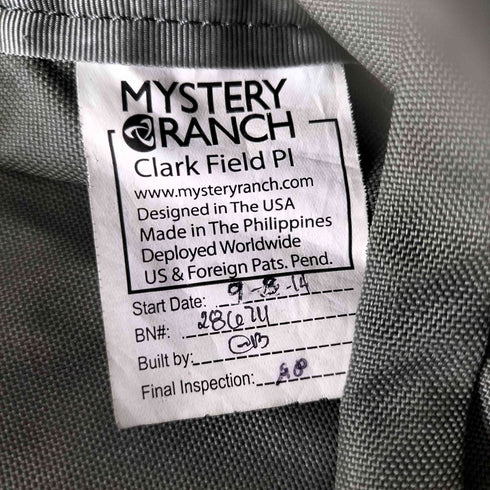 MYSTERY
RANCH
Clark Field PI
www.mysteryranch.com
Designed in The USA
Made in The Philippines
Deployed Worldwide
US & Foreign Pats. Pend.
Start Date: 9-13-14
BN#:
Built by:
Final Inspection: